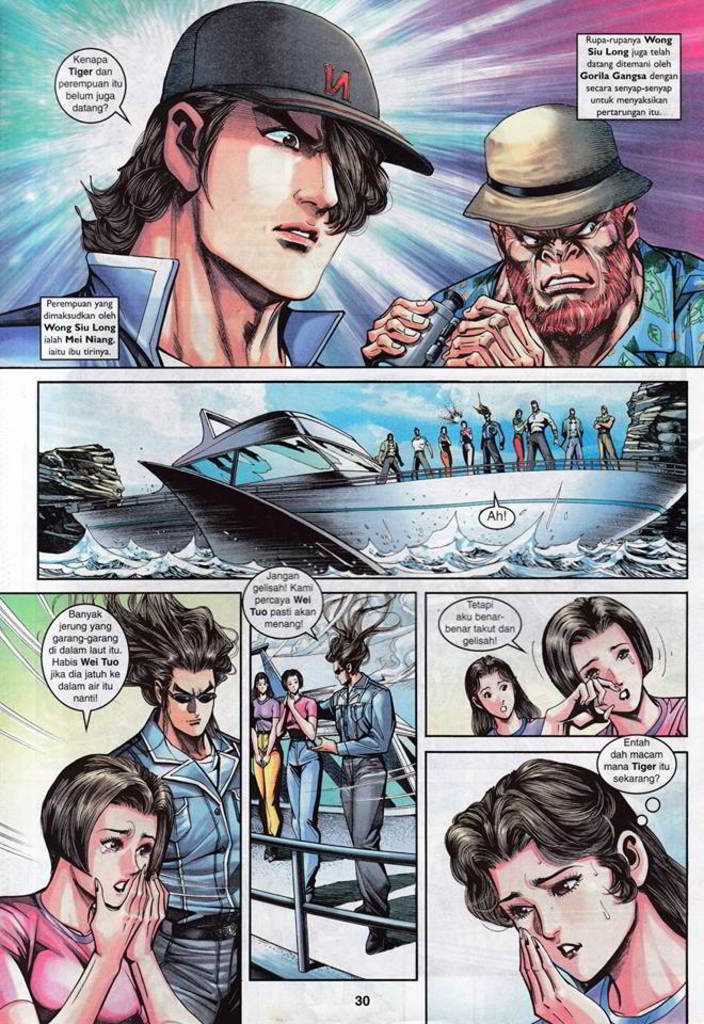 Kenapa
Tiger dan
perempuan itu
belum juga
datang?
Rupa-rupanya Wong
Siu Long juga telah
datang ditemani oleh
Gorila Gangsa dengan
secara senyap-senyap
untuk menyaksikan
pertarungan itu.
Perempuan yang
dimaksudkan oleh
Wong Siu Long
ialah Mei Niang,
iaitu ibu tirinya.
Ah!
Banyak
jerung yang
garang-garang
di dalam laut itu.
Habis Wei Tuo
jika dia jatuh ke
dalam air itu
nanti!
Jangan
gelisah! Kami
percaya Wei
Tuo pasti akan
menang!
Tetapi
aku benar-
benar takut dan
gelisah!
Entah
dah macam
mana Tiger itu
sekarang?
30